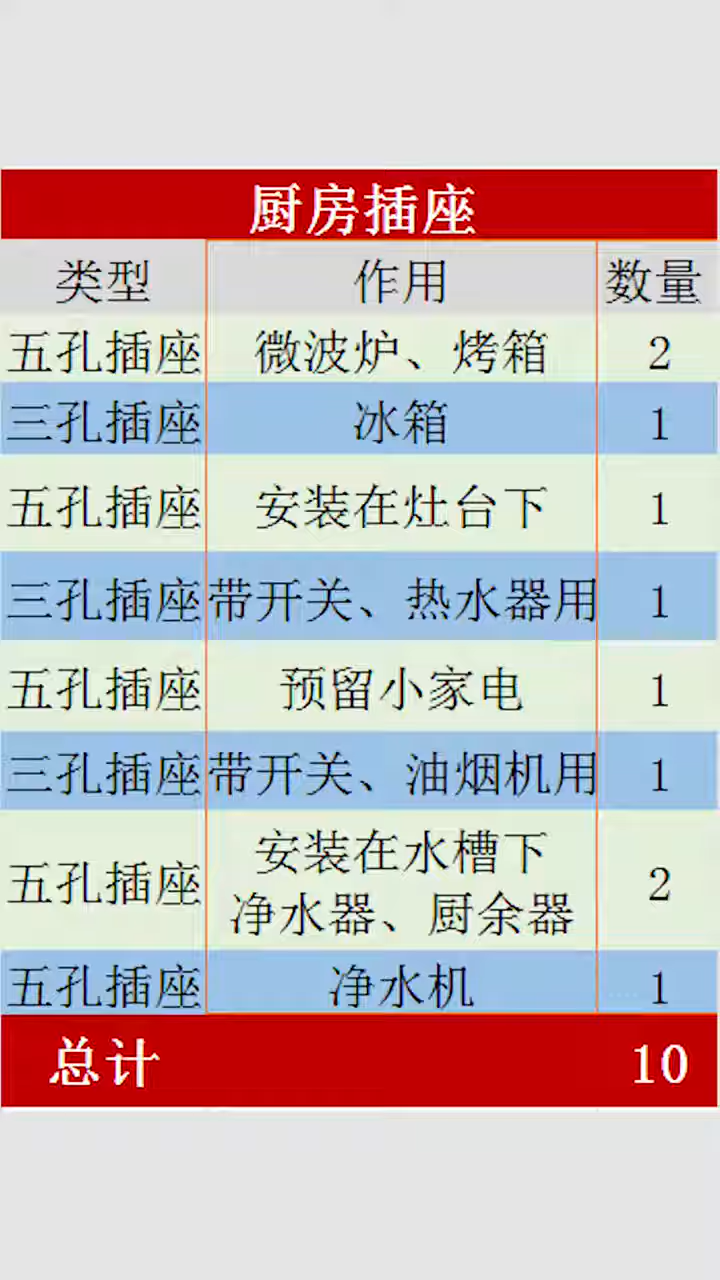 厨房插座
类型 作用 数量
五孔插座 微波炉、烤箱 2
三孔插座 冰箱 1
五孔插座 安装在灶台下 1
三孔插座 带开关、热水器用 1
五孔插座 预留小家电 1
三孔插座 带开关、油烟机用 1
五孔插座 安装在水槽下 2
净水器、厨余器
五孔插座 净水机 1
总计 10